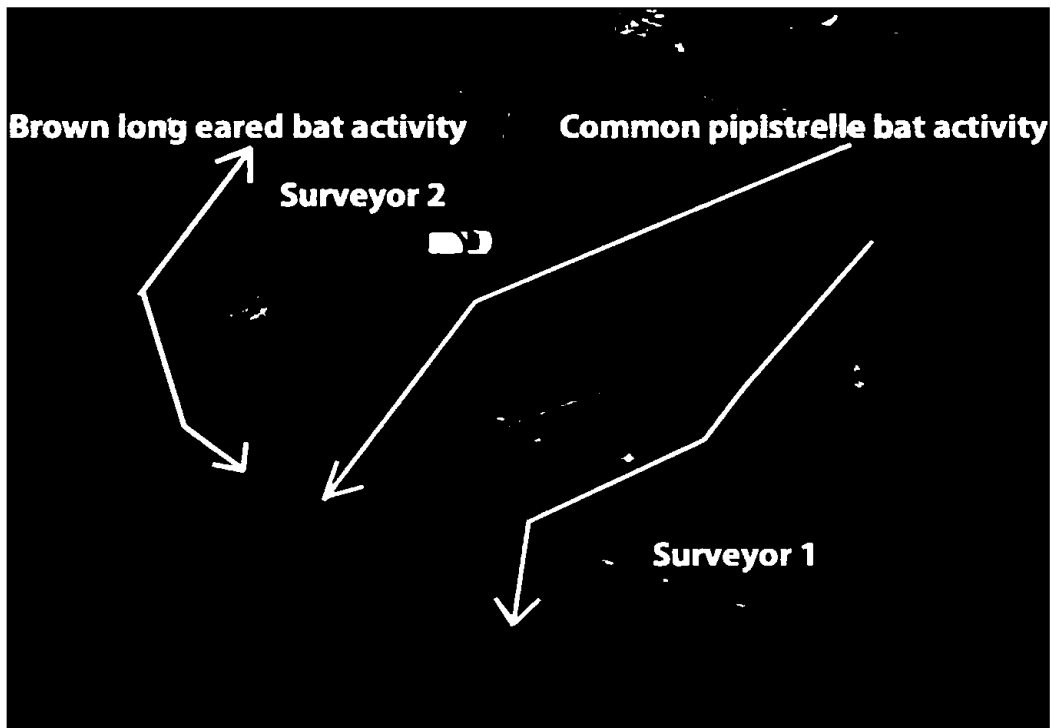 Brown long eared bat activity
Common pipistrelle bat activity
Surveyor 2
Surveyor 1